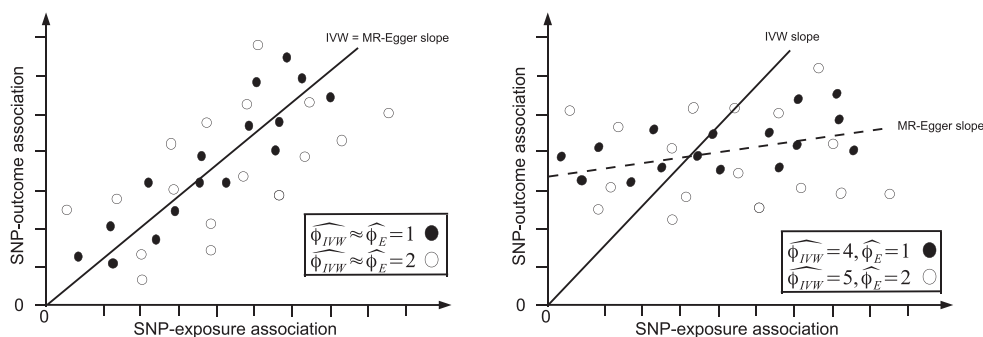 IVW = MR-Egger slope
SNP-outcome association
ϕ̂_IVW ≈ ϕ̂_E = 1
ϕ̂_IVW ≈ ϕ̂_E = 2
0
0
SNP-exposure association
IVW slope
MR-Egger slope
SNP-outcome association
ϕ̂_IVW = 4, ϕ̂_E = 1
ϕ̂_IVW = 5, ϕ̂_E = 2
0
0
SNP-exposure association